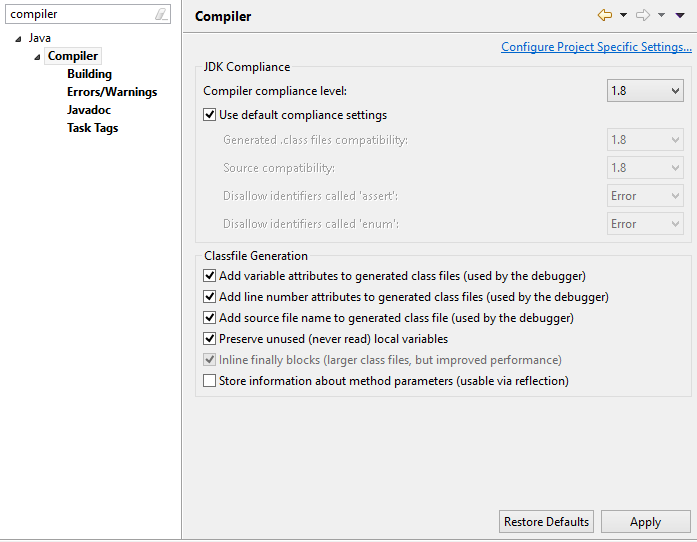 compiler
Java
Compiler
Building
Errors/Warnings
Javadoc
Task Tags
Compiler
Configure Project Specific Settings...
JDK Compliance
Compiler compliance level: 1.8
Use default compliance settings
Generated .class files compatibility: 1.8
Source compatibility: 1.8
Disallow identifiers called 'assert': Error
Disallow identifiers called 'enum': Error
Classfile Generation
Add variable attributes to generated class files (used by the debugger)
Add line number attributes to generated class files (used by the debugger)
Add source file name to generated class file (used by the debugger)
Preserve unused (never read) local variables
Inline finally blocks (larger class files, but improved performance)
Store information about method parameters (usable via reflection)
Restore Defaults Apply